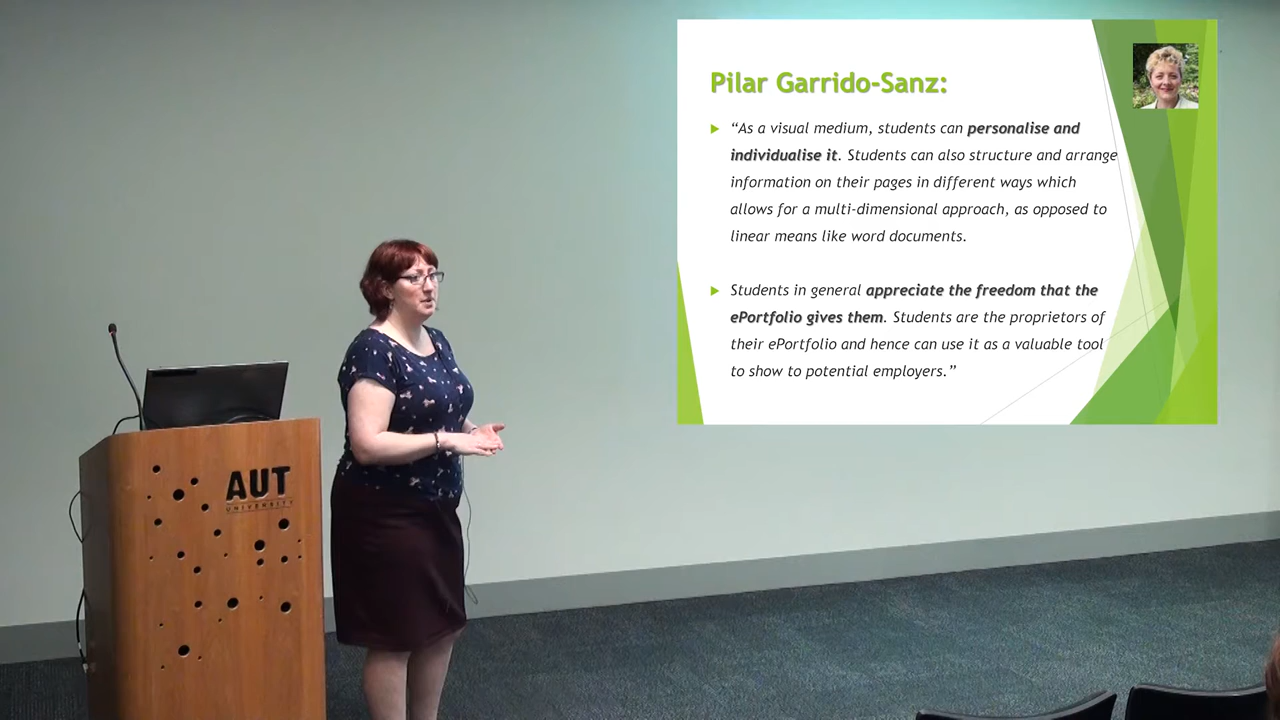 Pilar Garrido-Sanz:
“As a visual medium, students can personalise and
individualise it. Students can also structure and arrange
information on their pages in different ways which
allows for a multi-dimensional approach, as opposed to
linear means like word documents.
Students in general appreciate the freedom that the
ePortfolio gives them. Students are the proprietors of
their ePortfolio and hence can use it as a valuable tool
to show to potential employers.”
AUT
UNIVERSITY